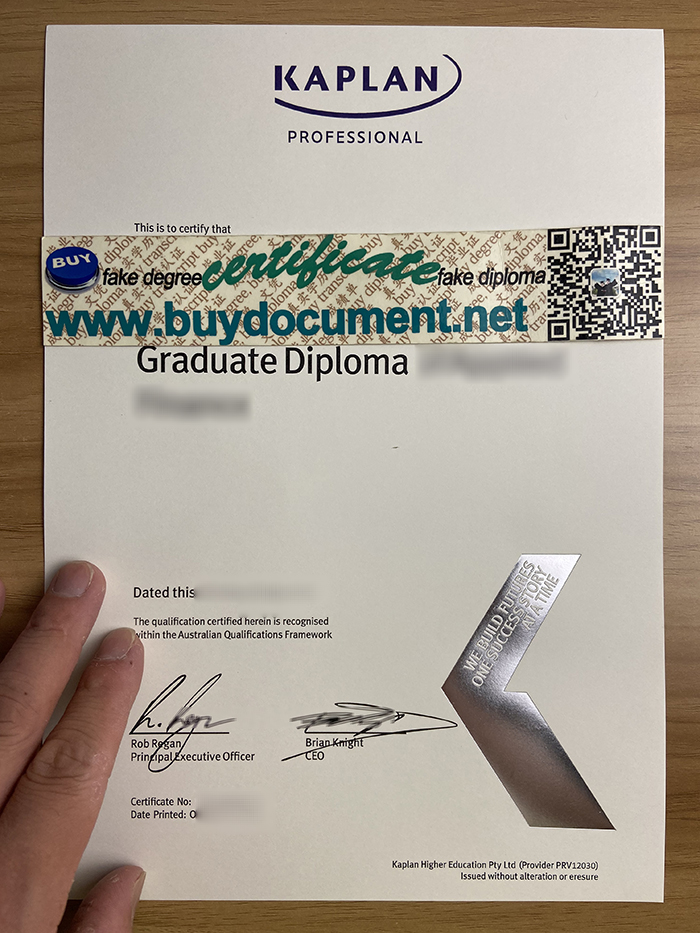 KAPLAN
PROFESSIONAL
This is to certify that
BUY
fake degree certificate fake diploma
www.buydocument.net
Graduate Diploma
Dated this
The qualification certified herein is recognised
within the Australian Qualifications Framework
Rob Regan
Principal Executive Officer
Brian Knight
CEO
WE BUILD FUTURES
ONE SUCCESS STORY
AT A TIME
Certificate No:
Date Printed: O
Kaplan Higher Education Pty Ltd (Provider PRV12030)
Issued without alteration or eresure